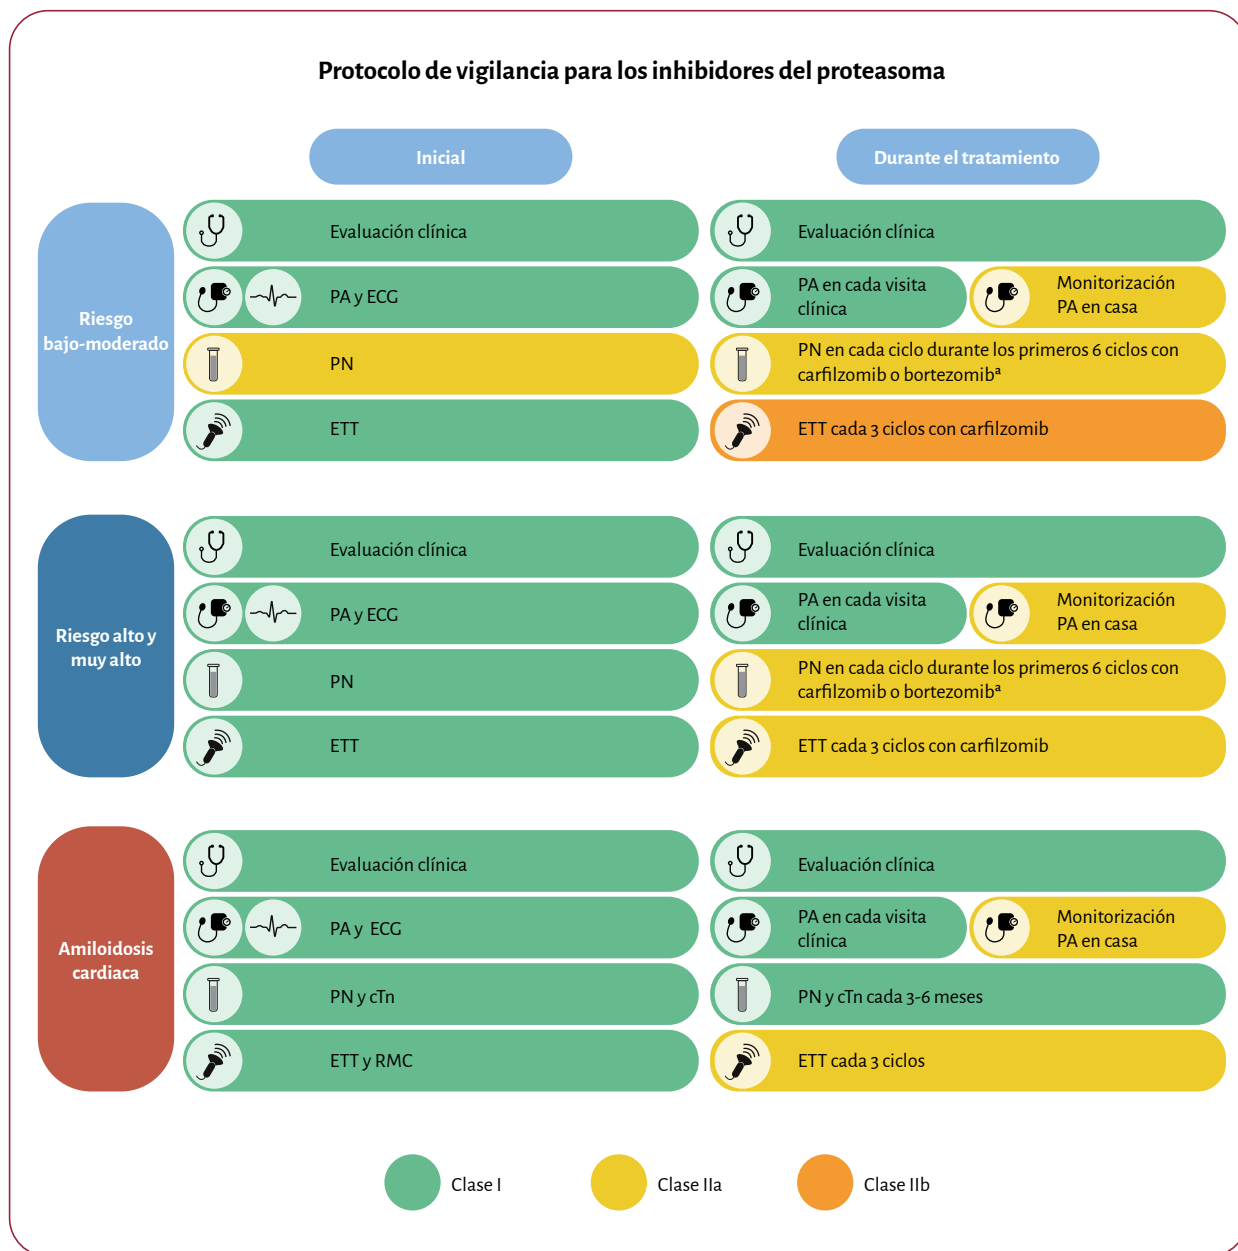 Protocolo de vigilancia para los inhibidores del proteasoma
Inicial
Durante el tratamiento
Riesgo
bajo-moderado
Evaluación clínica
Evaluación clínica
PA y ECG
PA en cada visita
clínica
Monitorización
PA en casa
PN
PN en cada ciclo durante los primeros 6 ciclos con
carfilzomib o bortezomibª
ETT
ETT cada 3 ciclos con carfilzomib
Riesgo alto y
muy alto
Evaluación clínica
Evaluación clínica
PA y ECG
PA en cada visita
clínica
Monitorización
PA en casa
PN
PN en cada ciclo durante los primeros 6 ciclos con
carfilzomib o bortezomibª
ETT
ETT cada 3 ciclos con carfilzomib
Amiloidosis
cardiaca
Evaluación clínica
Evaluación clínica
PA y ECG
PA en cada visita
clínica
Monitorización
PA en casa
PN y cTn
PN y cTn cada 3-6 meses
ETT y RMC
ETT cada 3 ciclos
Clase I
Clase IIa
Clase IIb